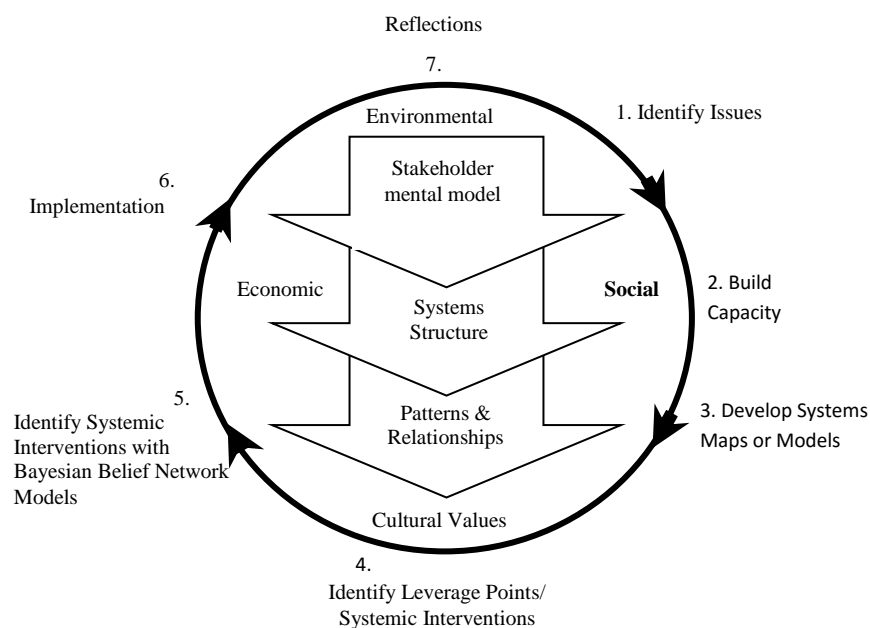 Reflections
7.
Environmental
1. Identify Issues
Stakeholder
mental model
6.
Implementation
Economic
Social
2. Build
Capacity
Systems
Structure
5.
Identify Systemic
Interventions with
Bayesian Belief Network
Models
Patterns &
Relationships
3. Develop Systems
Maps or Models
Cultural Values
4.
Identify Leverage Points/
Systemic Interventions